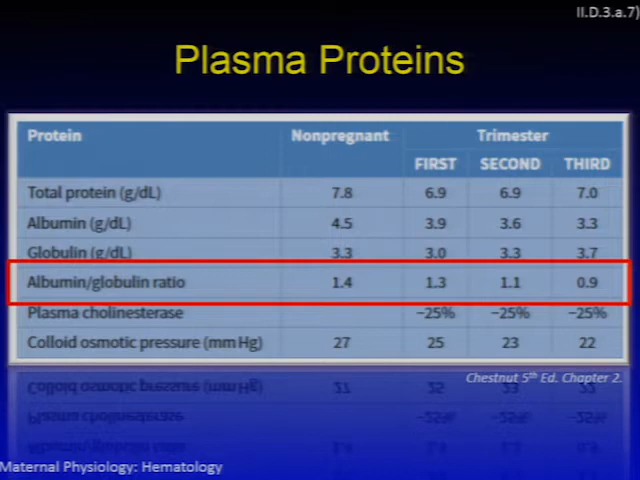 II.D.3.a.7)
Plasma Proteins
Protein Nonpregnant Trimester
FIRST SECOND THIRD
Total protein (g/dL) 7.8 6.9 6.9 7.0
Albumin (g/dL) 4.5 3.9 3.6 3.3
Globulin (g/dL) 3.3 3.0 3.3 3.7
Albumin/globulin ratio 1.4 1.3 1.1 0.9
Plasma cholinesterase −25% −25% −25%
Colloid osmotic pressure (mm Hg) 27 25 23 22
Chestnut 5th Ed. Chapter 2.
Maternal Physiology: Hematology